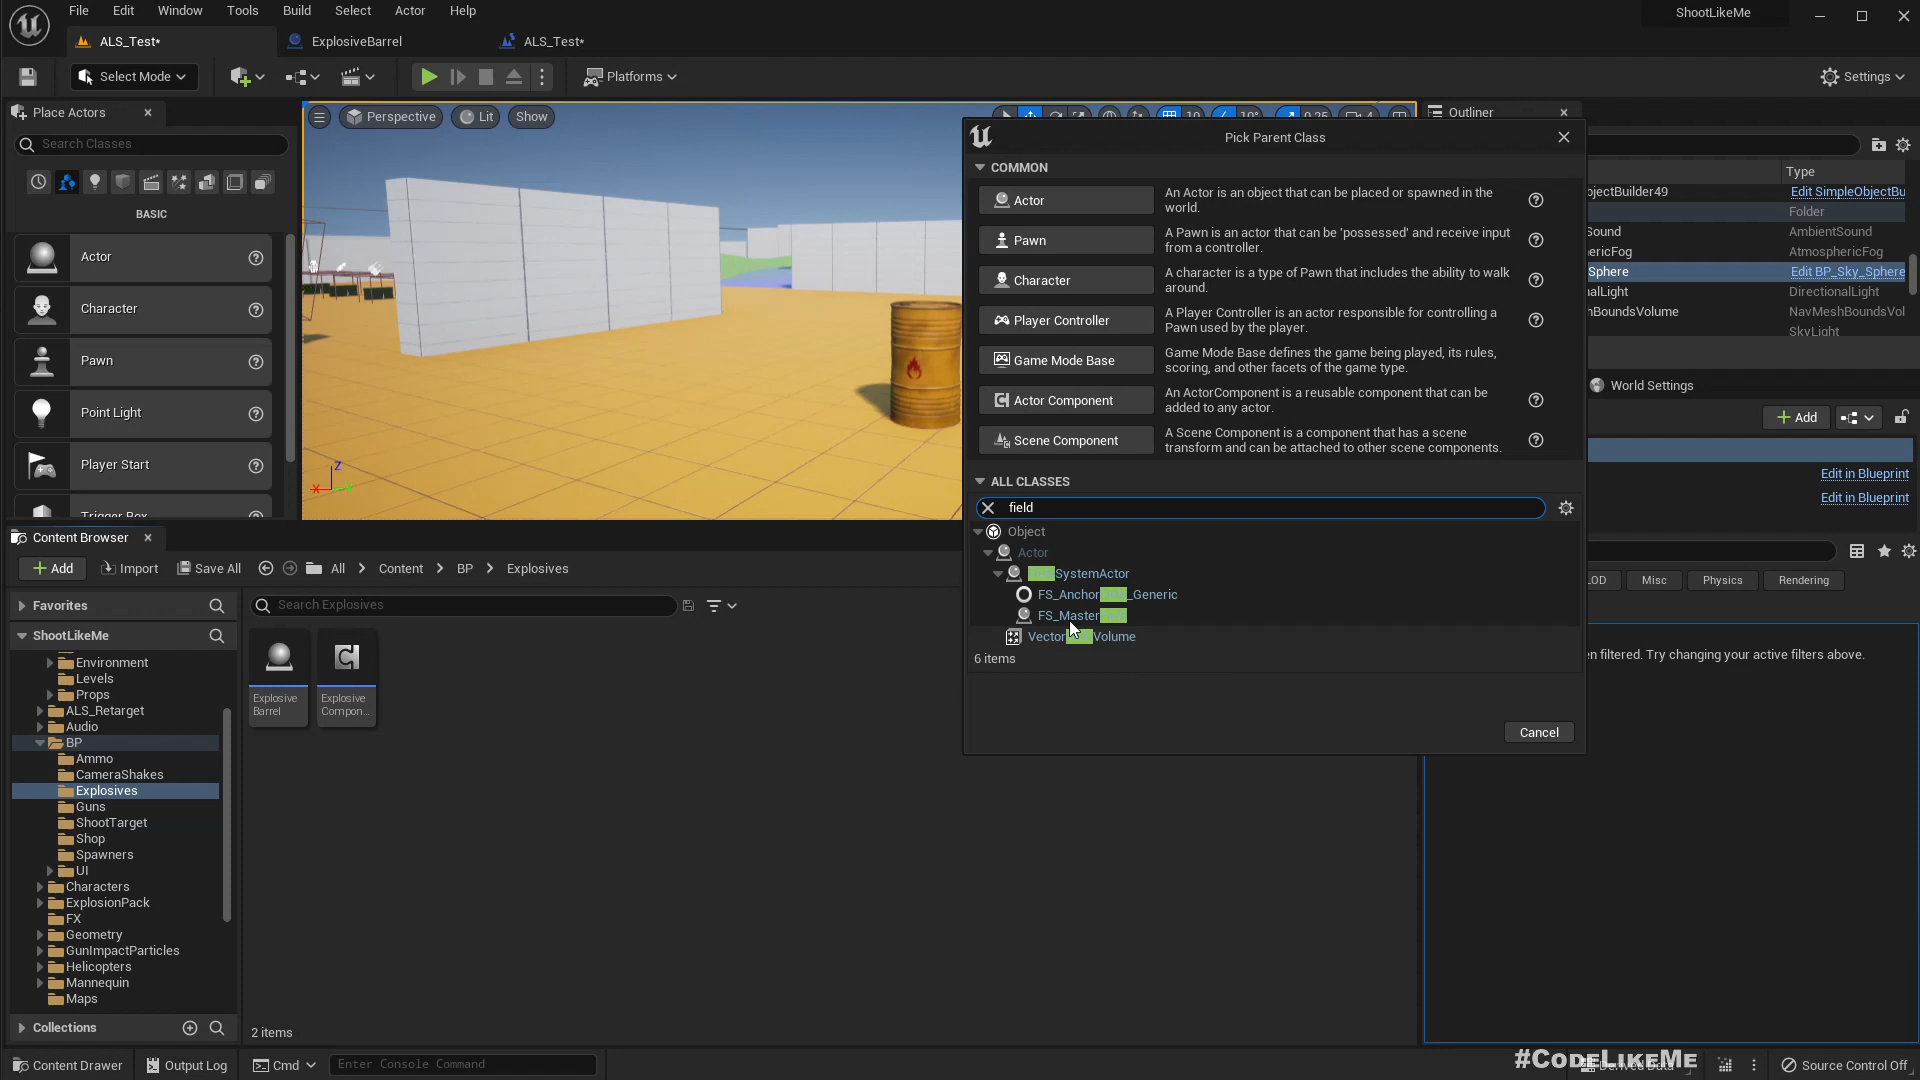 File Edit Window Tools Build Select Actor Help
ShootLikeMe
ALS_Test*
ExplosiveBarrel
ALS_Test*
Select Mode
Platforms
Settings
Place Actors
Search Classes
BASIC
Actor
Character
Pawn
Point Light
Player Start
Trigger Box
Perspective
Lit
Show
10
10°
0.25
4
Z
X
Y
Outliner
Type
ojectBuilder49 Edit SimpleObjectBu
Folder
Sound AmbientSound
ericFog AtmosphericFog
Sphere Edit BP_Sky_Sphere
nalLight DirectionalLight
hBoundsVolume NavMeshBoundsVol
SkyLight
World Settings
Add
Edit in Blueprint
Edit in Blueprint
OD
Misc
Physics
Rendering
en filtered. Try changing your active filters above.
Pick Parent Class
COMMON
Actor
An Actor is an object that can be placed or spawned in the
world.
Pawn
A Pawn is an actor that can be 'possessed' and receive input
from a controller.
Character
A character is a type of Pawn that includes the ability to walk
around.
Player Controller
A Player Controller is an actor responsible for controlling a
Pawn used by the player.
Game Mode Base
Game Mode Base defines the game being played, its rules,
scoring, and other facets of the game type.
Actor Component
An ActorComponent is a reusable component that can be
added to any actor.
Scene Component
A Scene Component is a component that has a scene
transform and can be attached to other scene components.
ALL CLASSES
field
Object
Actor
SystemActor
FS_Anchor _Generic
FS_Master
Vector Volume
6 items
Cancel
Content Browser
Add
Import
Save All
All
Content
BP
Explosives
Favorites
ShootLikeMe
Environment
Levels
Props
ALS_Retarget
Audio
BP
Ammo
CameraShakes
Explosives
Guns
ShootTarget
Shop
Spawners
UI
Characters
ExplosionPack
FX
Geometry
GunImpactParticles
Helicopters
Mannequin
Maps
Collections
Search Explosives
Explosive
Barrel
Explosive
Compon...
2 items
Content Drawer
Output Log
Cmd
Enter Console Command
#CodeLikeMe
Source Control Off